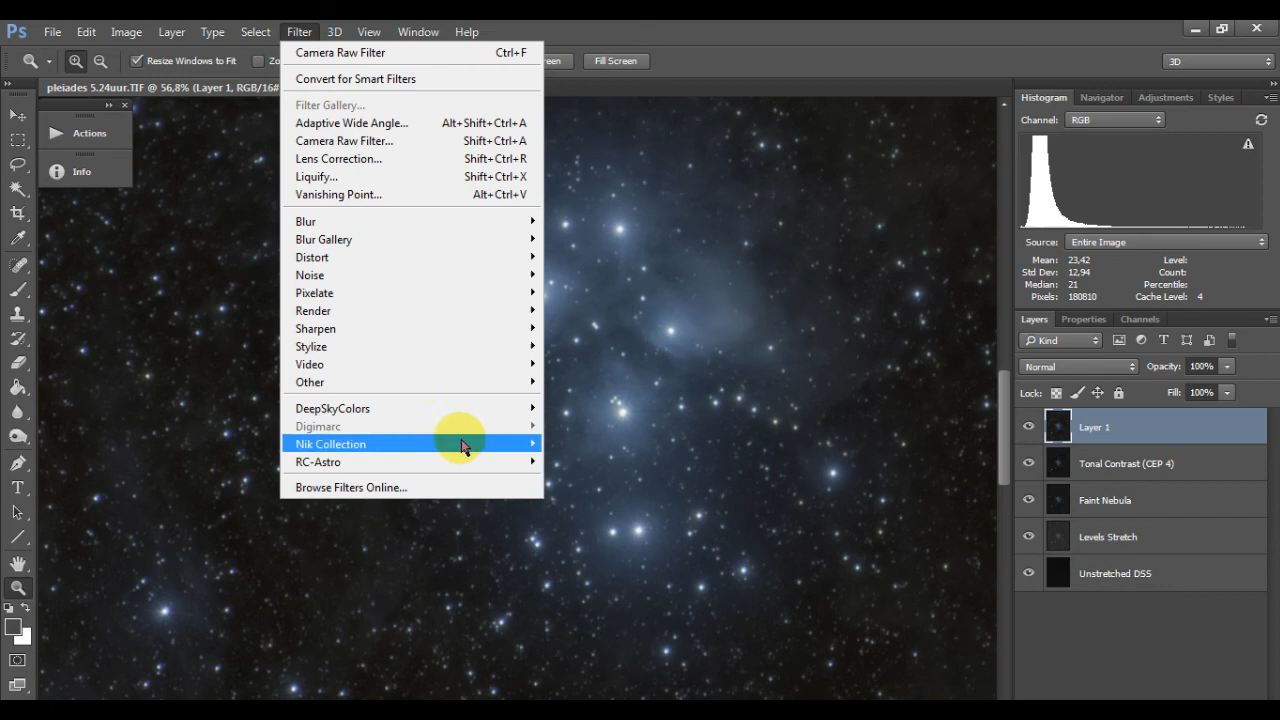 Ps File Edit Image Layer Type Select Filter 3D View Window Help
Resize Windows to Fit Fill Screen 3D
pleiades 5.24uur.TIF @ 56,8% (Layer 1, RGB/16#
Actions
Info
Camera Raw Filter Ctrl+F
Convert for Smart Filters
Filter Gallery...
Adaptive Wide Angle... Alt+Shift+Ctrl+A
Camera Raw Filter... Shift+Ctrl+A
Lens Correction... Shift+Ctrl+R
Liquify... Shift+Ctrl+X
Vanishing Point... Alt+Ctrl+V
Blur
Blur Gallery
Distort
Noise
Pixelate
Render
Sharpen
Stylize
Video
Other
DeepSkyColors
Digimarc
Nik Collection
RC-Astro
Browse Filters Online...
Histogram Navigator Adjustments Styles
Channel: RGB
Source: Entire Image
Mean: 23,42 Level:
Std Dev: 12,94 Count:
Median: 21 Percentile:
Pixels: 180810 Cache Level: 4
Layers Properties Channels
Kind
Normal Opacity: 100%
Lock: Fill: 100%
Layer 1
Tonal Contrast (CEP 4)
Faint Nebula
Levels Stretch
Unstretched DSS